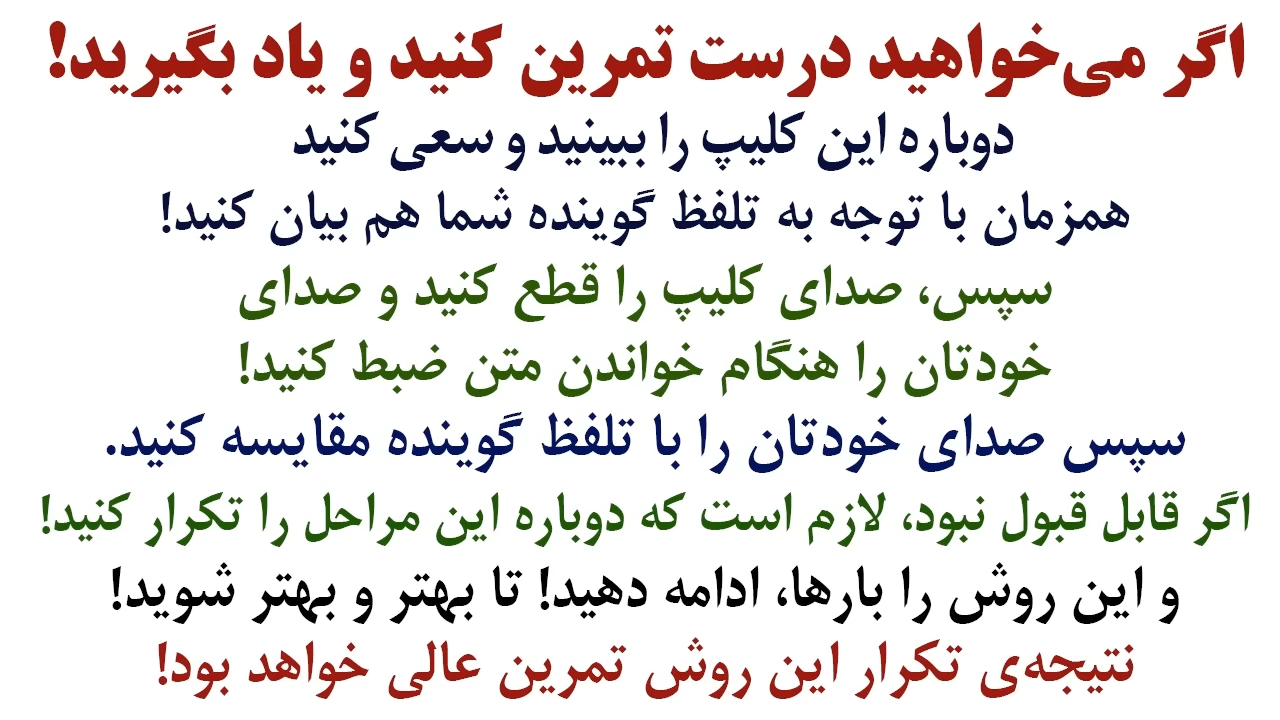 اگر می‌خواهید درست تمرین کنید و یاد بگیرید!
دوباره این کلیپ را ببینید و سعی کنید
همزمان با توجه به تلفظ گوینده شما هم بیان کنید!
سپس، صدای کلیپ را قطع کنید و صدای
خودتان را هنگام خواندن متن ضبط کنید!
سپس صدای خودتان را با تلفظ گوینده مقایسه کنید.
اگر قابل قبول نبود، لازم است که دوباره این مراحل را تکرار کنید!
و این روش را بارها، ادامه دهید! تا بهتر و بهتر شوید!
نتیجه‌ی تکرار این روش تمرین عالی خواهد بود!